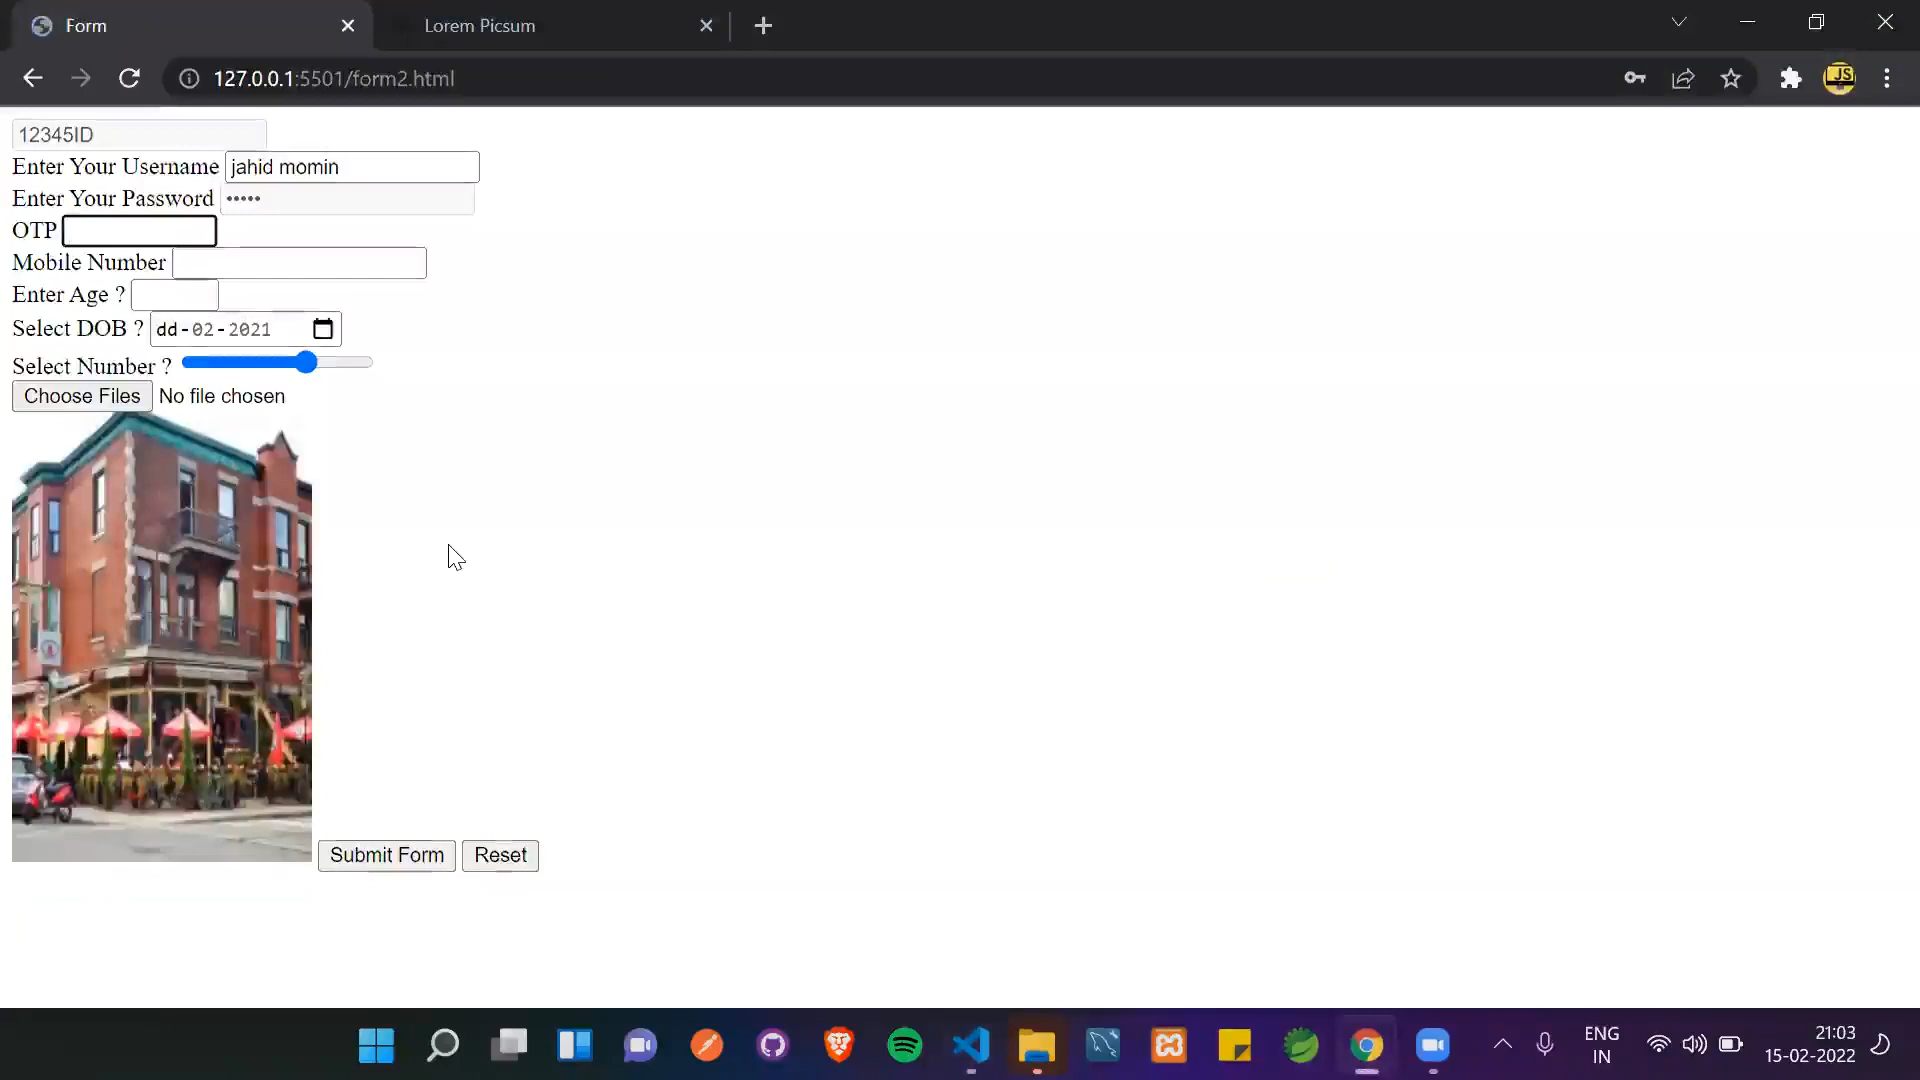 Form
Lorem Picsum
127.0.0.1:5501/form2.html
JS
12345ID
Enter Your Username jahid momin
Enter Your Password •••••
OTP
Mobile Number
Enter Age ?
Select DOB ? dd-02-2021
Select Number ?
Choose Files No file chosen
Submit Form Reset
ENG
IN
21:03
15-02-2022